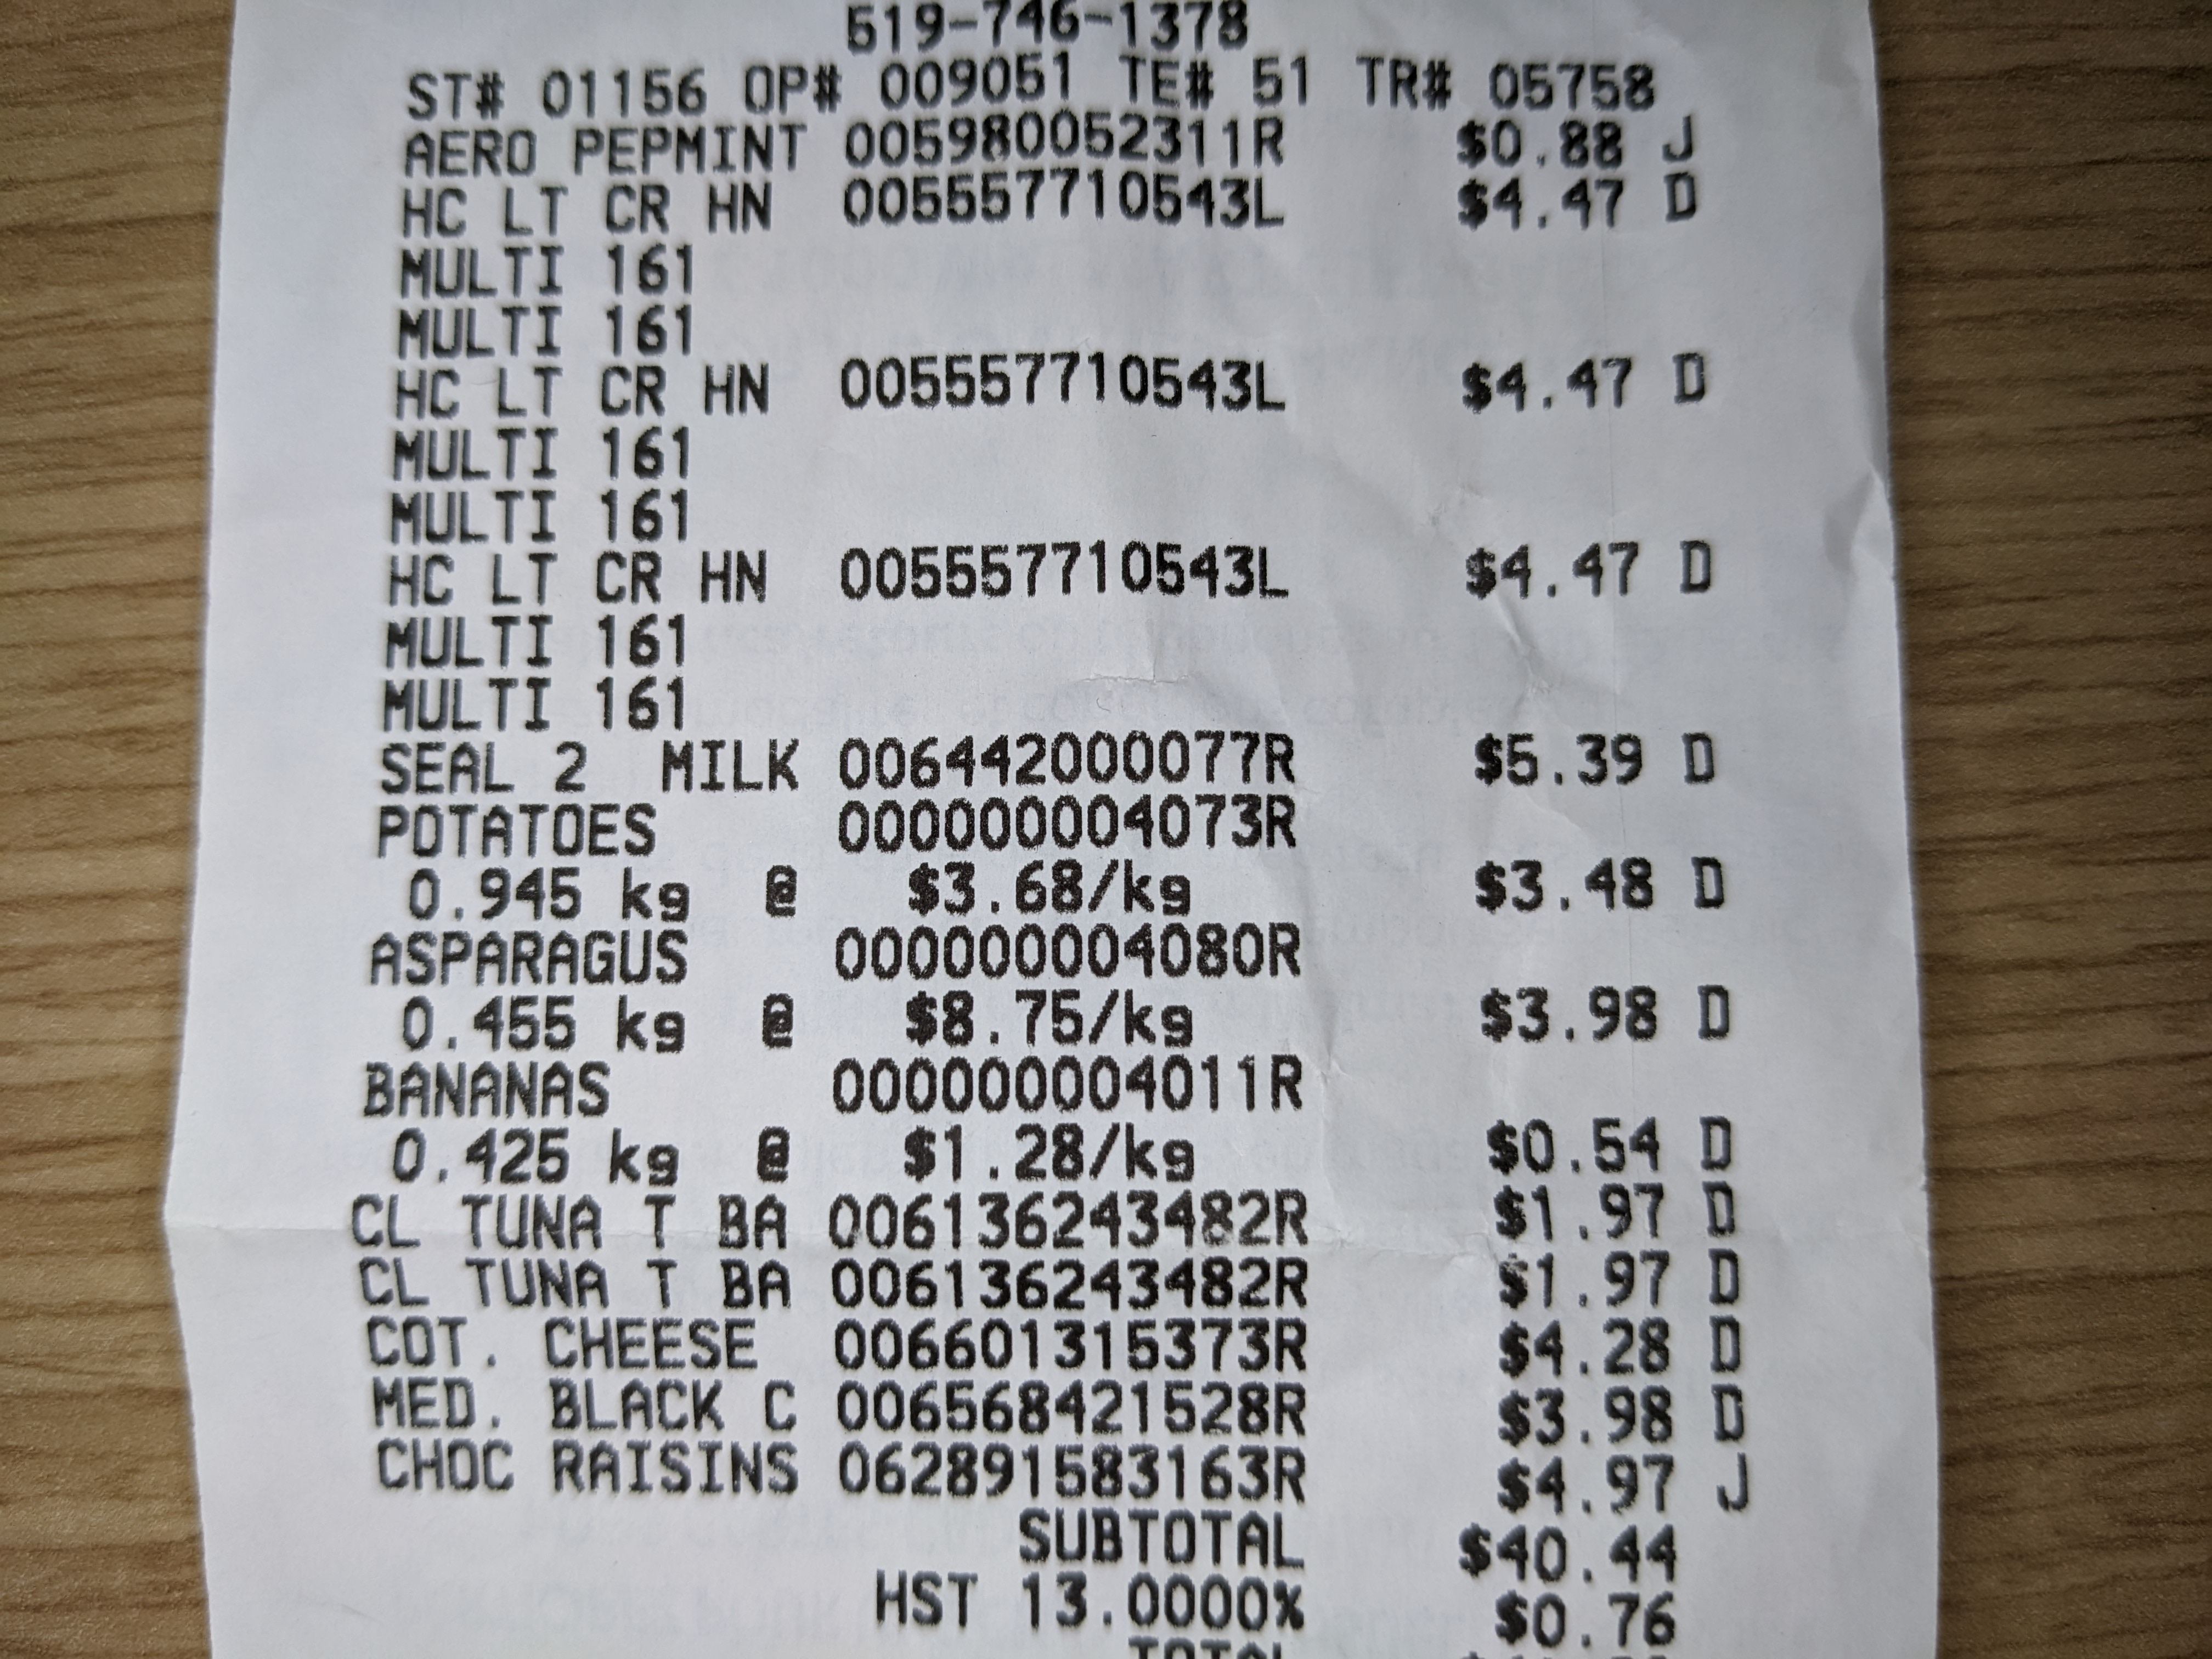 519-746-1378
ST# 01156 OP# 009051 TE# 51 TR# 05758
AERO PEPMINT 005980052311R $0.88 J
HC LT CR HN 005557710543L $4.47 D
MULTI 161
MULTI 161
HC LT CR HN 005557710543L $4.47 D
MULTI 161
MULTI 161
HC LT CR HN 005557710543L $4.47 D
MULTI 161
MULTI 161
SEAL 2 MILK 006442000077R $5.39 D
POTATOES 000000004073R
0.945 kg @ $3.68/kg $3.48 D
ASPARAGUS 000000004080R
0.455 kg @ $8.75/kg $3.98 D
BANANAS 000000004011R
0.425 kg @ $1.28/kg $0.54 D
CL TUNA T BA 006136243482R $1.97 D
CL TUNA T BA 006136243482R $1.97 D
COT. CHEESE 006601315373R $4.28 D
MED. BLACK C 006568421528R $3.98 D
CHOC RAISINS 062891583163R $4.97 J
SUBTOTAL $40.44
HST 13.0000% $0.76
TOTAL